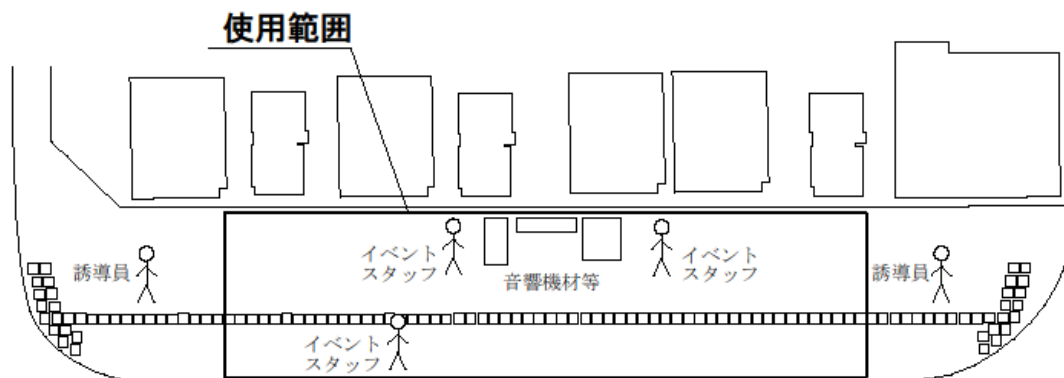 使用範囲
イベント
スタッフ
イベント
スタッフ
誘導員
音響機材等
誘導員
イベント
スタッフ